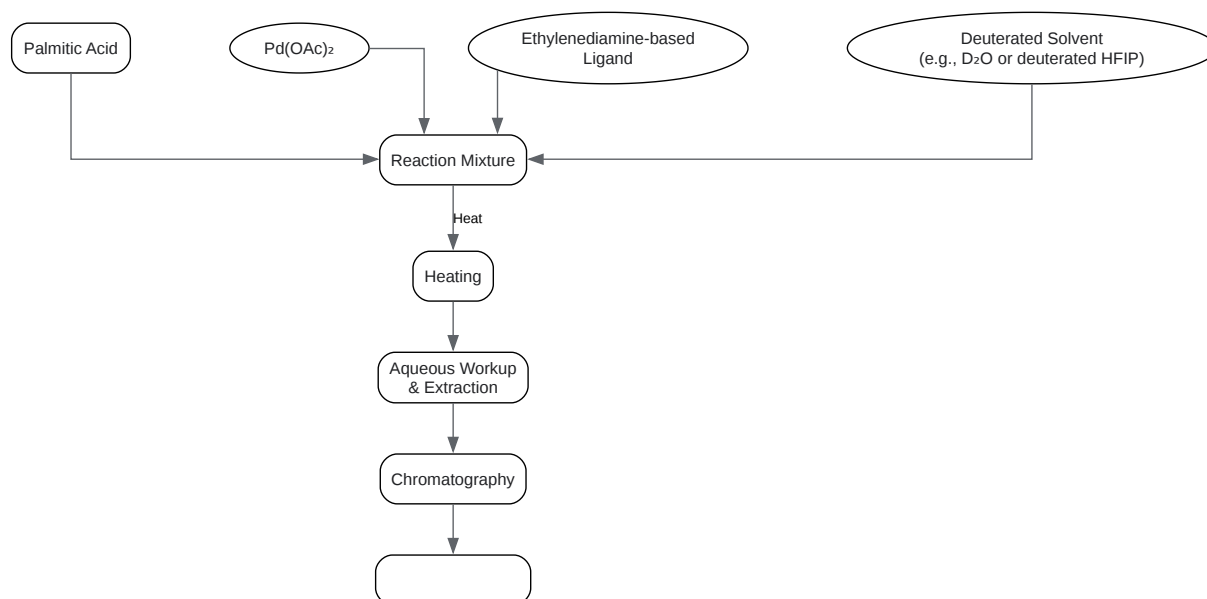 Palmitic Acid
Pd(OAc)₂
Ethylenediamine-based
Ligand
Deuterated Solvent
(e.g., D₂O or deuterated HFIP)
Reaction Mixture
Heat
Heating
Aqueous Workup
& Extraction
Chromatography